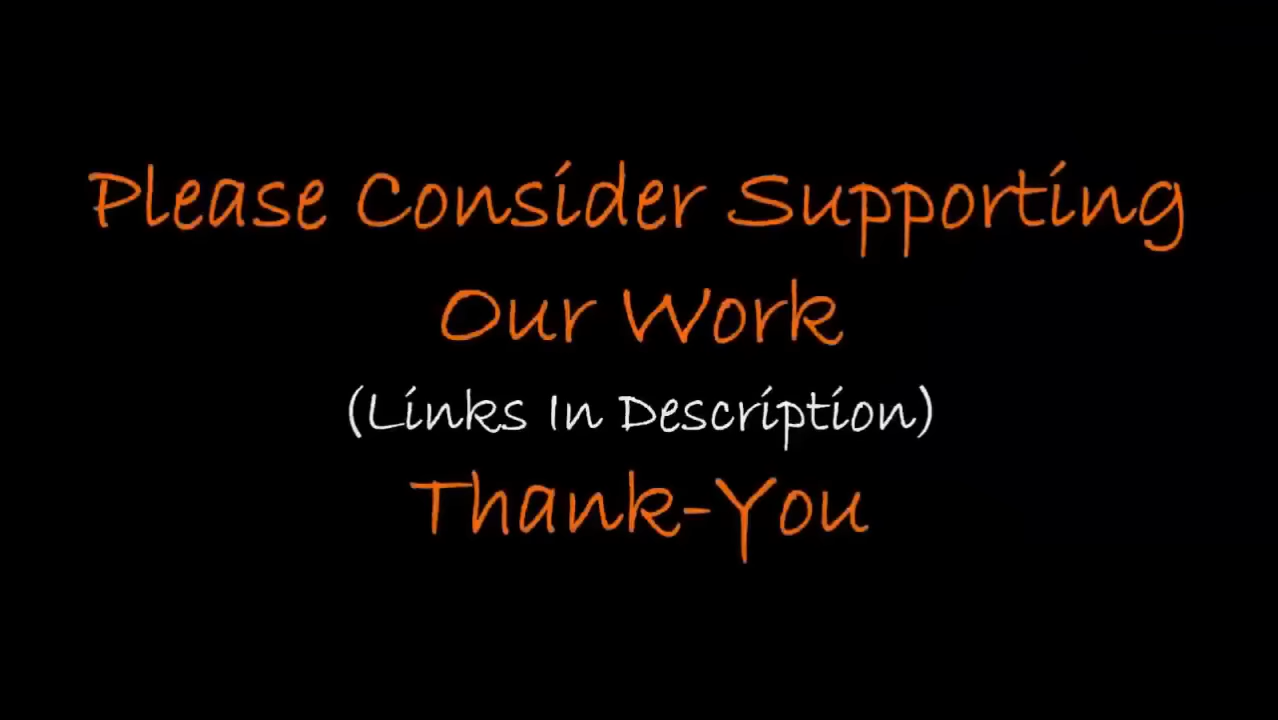 Please Consider Supporting
Our Work
(Links In Description)
Thank-You